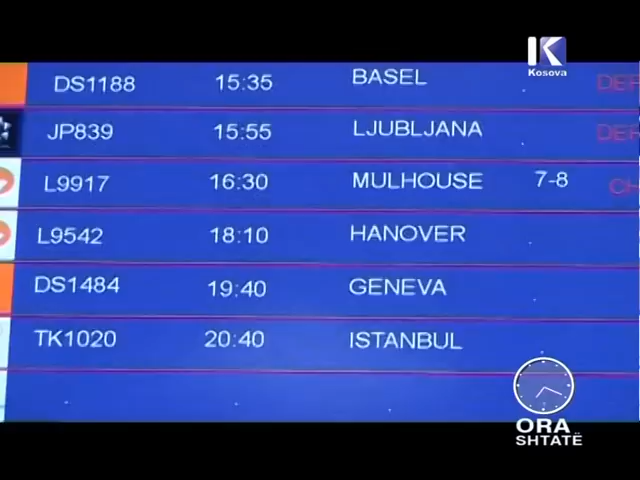 K
Kosova
DS1188 15:35 BASEL
JP839 15:55 LJUBLJANA
L9917 16:30 MULHOUSE 7-8
L9542 18:10 HANOVER
DS1484 19:40 GENEVA
TK1020 20:40 ISTANBUL
ORA
SHTATË